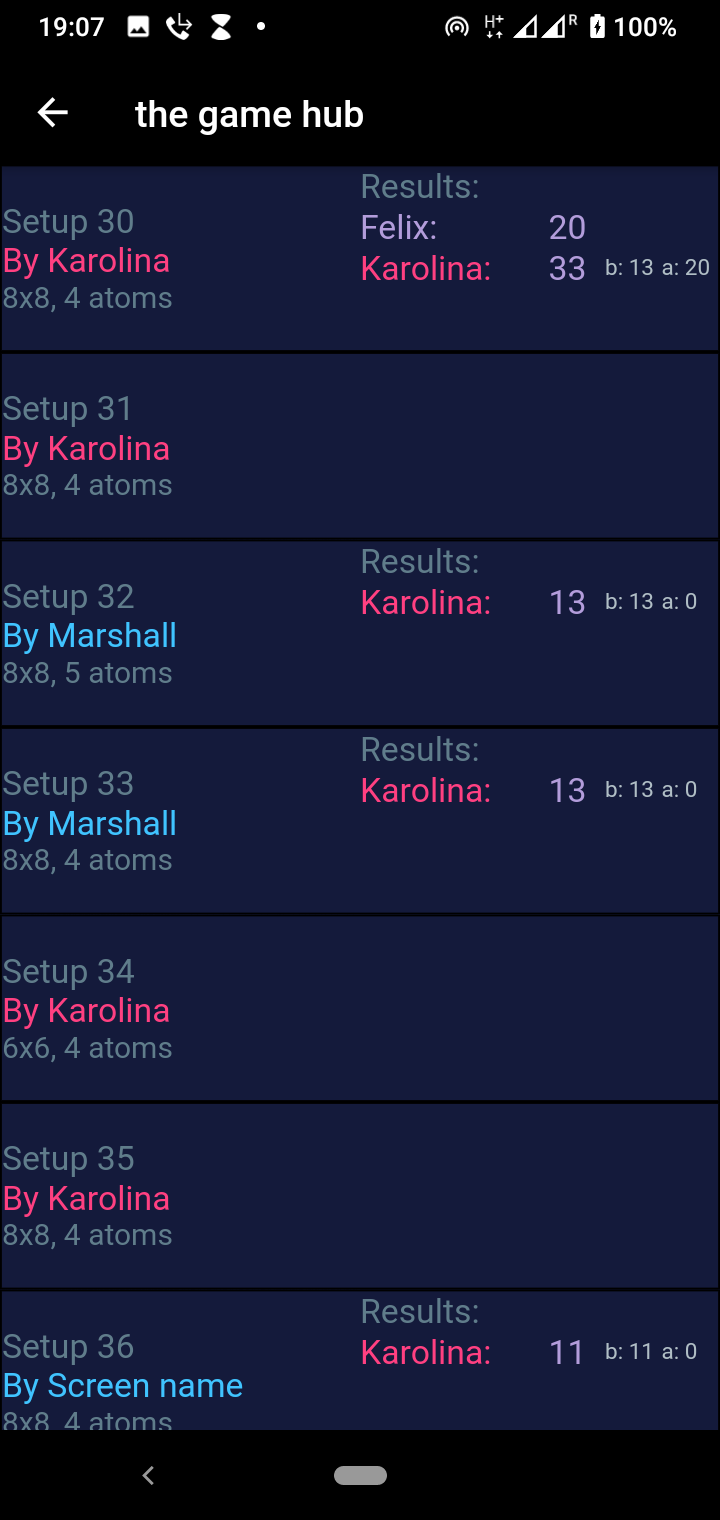 19:07
H+
R
100%
the game hub
Setup 30
By Karolina
8x8, 4 atoms
Results:
Felix: 20
Karolina: 33 b: 13 a: 20
Setup 31
By Karolina
8x8, 4 atoms
Setup 32
By Marshall
8x8, 5 atoms
Results:
Karolina: 13 b: 13 a: 0
Setup 33
By Marshall
8x8, 4 atoms
Results:
Karolina: 13 b: 13 a: 0
Setup 34
By Karolina
6x6, 4 atoms
Setup 35
By Karolina
8x8, 4 atoms
Setup 36
By Screen name
8x8, 4 atoms
Results:
Karolina: 11 b: 11 a: 0